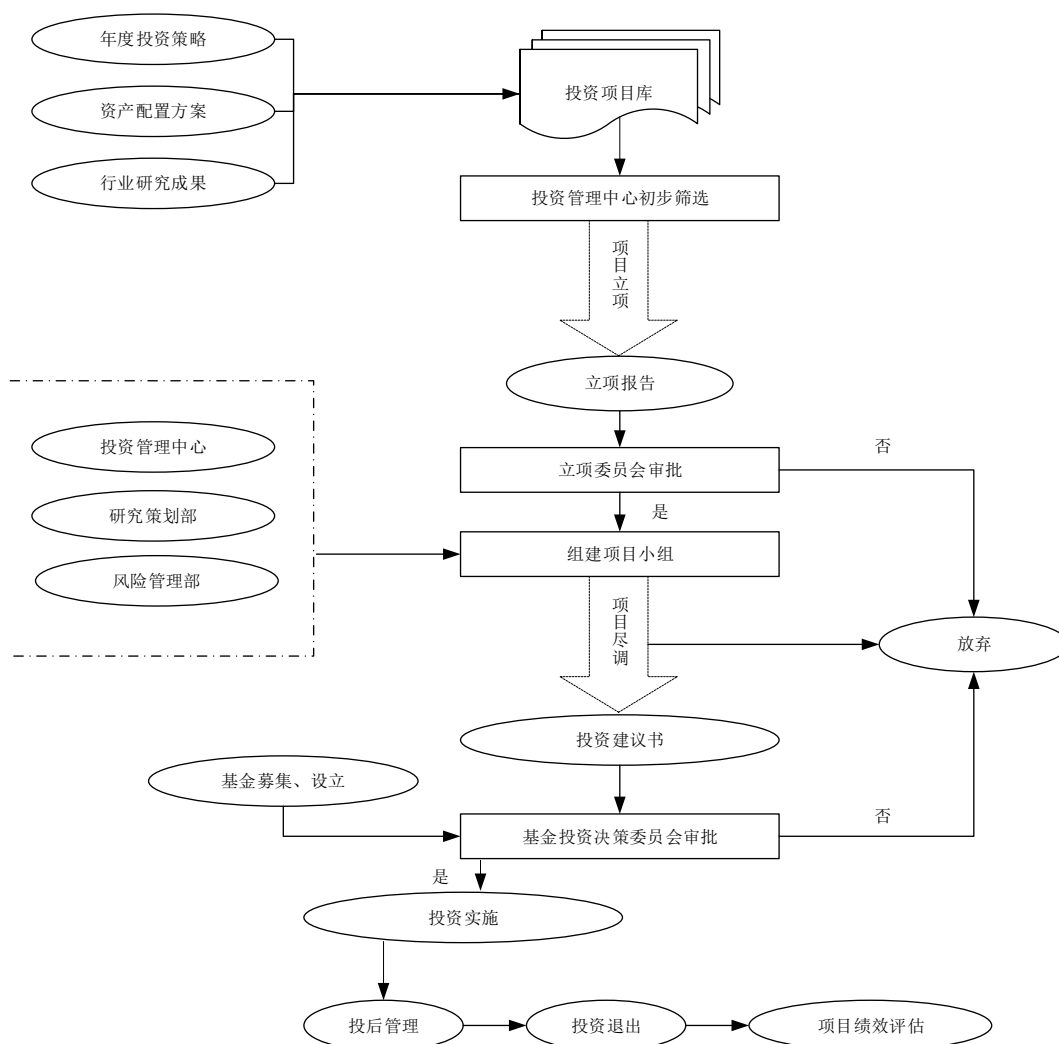 年度投资策略
投资项目库
资产配置方案
行业研究成果
投资管理中心初步筛选
项目立项
立项报告
投资管理中心
否
立项委员会审批
研究策划部
是
组建项目小组
风险管理部
项目尽调
放弃
投资建议书
基金募集、设立
否
基金投资决策委员会审批
是
投资实施
投后管理
投资退出
项目绩效评估